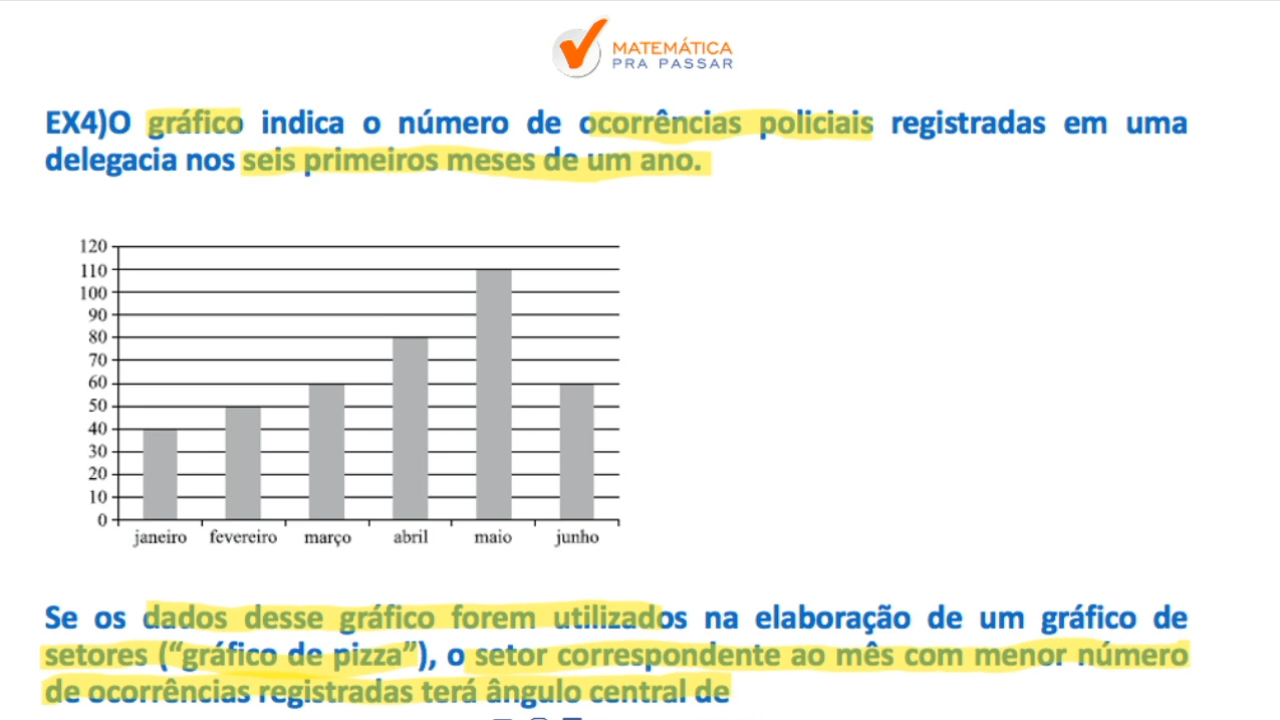 MATEMÁTICA
PRA PASSAR
EX4)O gráfico indica o número de ocorrências policiais registradas em uma
delegacia nos seis primeiros meses de um ano.
120
110
100
90
80
70
60
50
40
30
20
10
0
janeiro fevereiro março abril maio junho
Se os dados desse gráfico forem utilizados na elaboração de um gráfico de
setores (“gráfico de pizza”), o setor correspondente ao mês com menor número
de ocorrências registradas terá ângulo central de